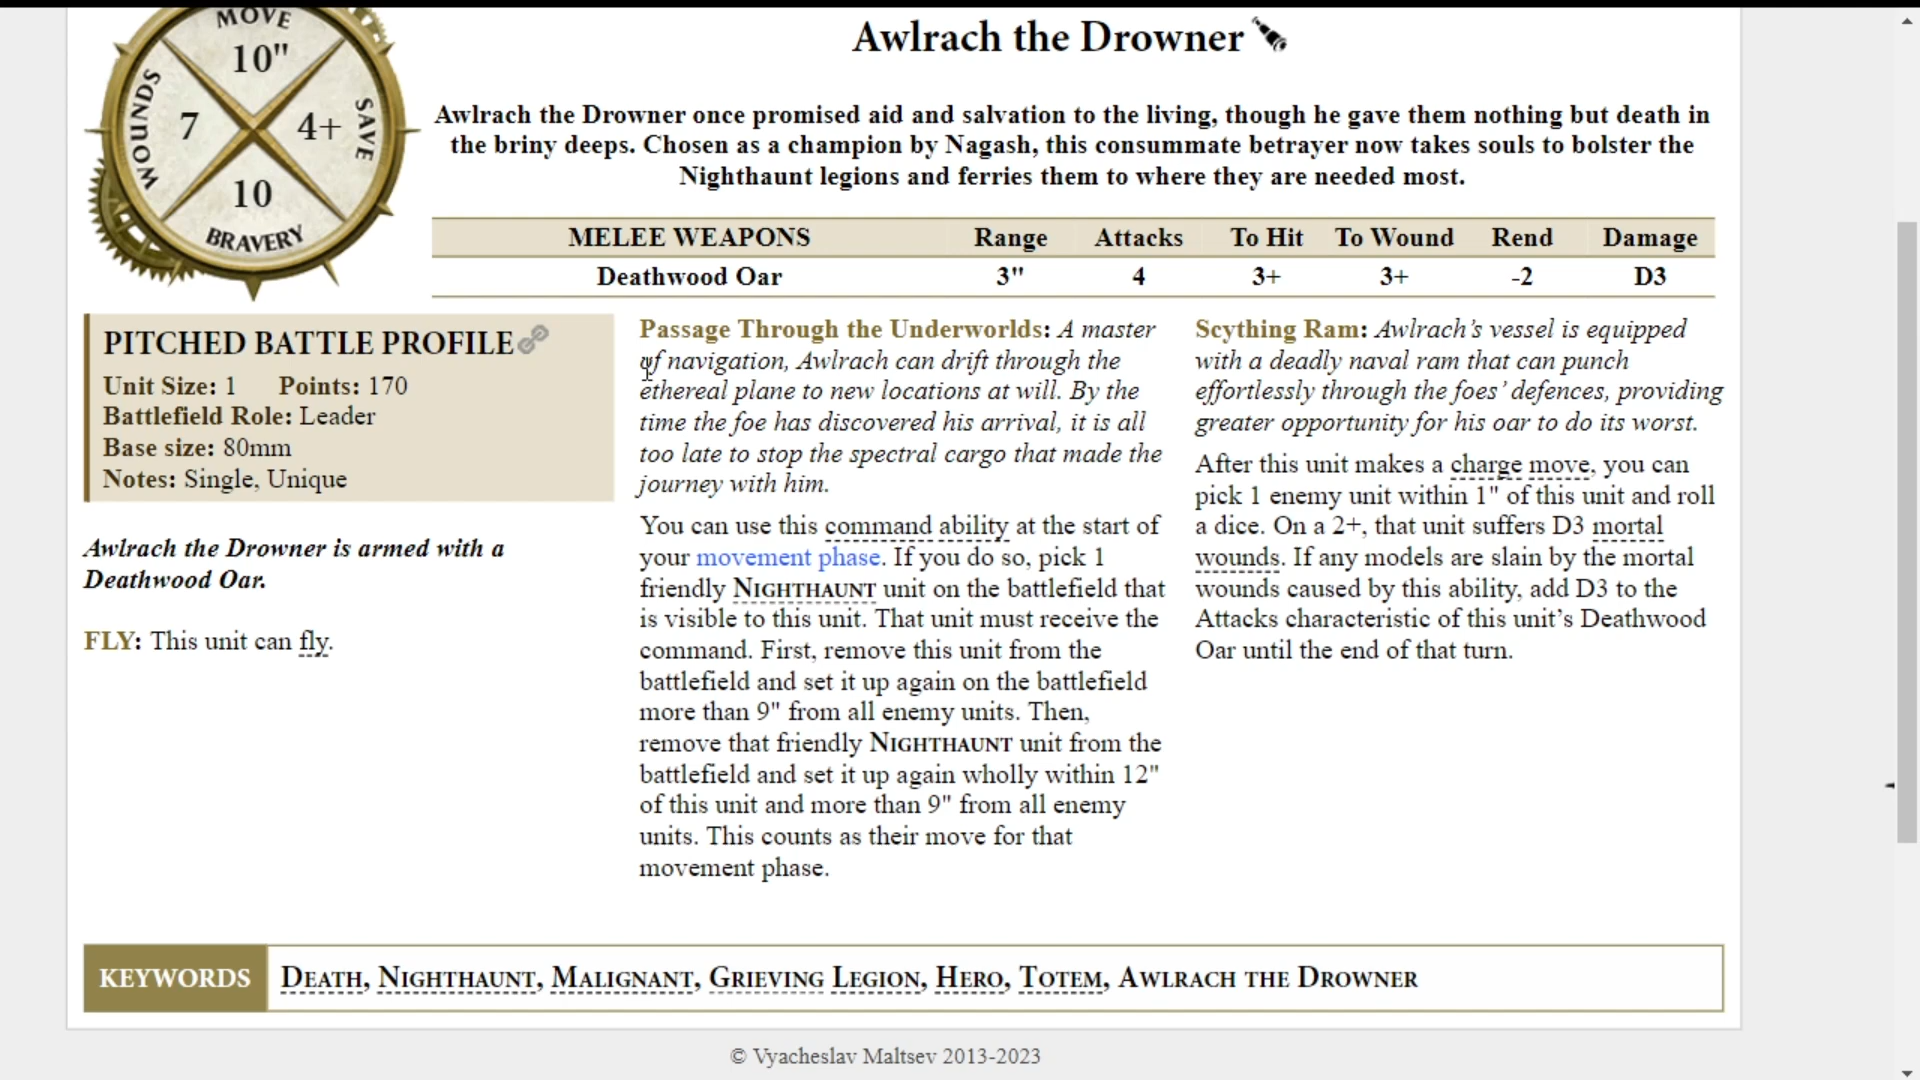 MOVE
10"
WOUNDS
7
4+
SAVE
10
BRAVERY
Awlrach the Drowner
Awlrach the Drowner once promised aid and salvation to the living, though he gave them nothing but death in
the briny deeps. Chosen as a champion by Nagash, this consummate betrayer now takes souls to bolster the
Nighthaunt legions and ferries them to where they are needed most.
MELEE WEAPONS Range Attacks To Hit To Wound Rend Damage
Deathwood Oar 3" 4 3+ 3+ -2 D3
PITCHED BATTLE PROFILE
Unit Size: 1 Points: 170
Battlefield Role: Leader
Base size: 80mm
Notes: Single, Unique
Awlrach the Drowner is armed with a
Deathwood Oar.
FLY: This unit can fly.
Passage Through the Underworlds: A master
of navigation, Awlrach can drift through the
ethereal plane to new locations at will. By the
time the foe has discovered his arrival, it is all
too late to stop the spectral cargo that made the
journey with him.
You can use this command ability at the start of
your movement phase. If you do so, pick 1
friendly NIGHTHAUNT unit on the battlefield that
is visible to this unit. That unit must receive the
command. First, remove this unit from the
battlefield and set it up again on the battlefield
more than 9" from all enemy units. Then,
remove that friendly NIGHTHAUNT unit from the
battlefield and set it up again wholly within 12"
of this unit and more than 9" from all enemy
units. This counts as their move for that
movement phase.
Scything Ram: Awlrach's vessel is equipped
with a deadly naval ram that can punch
effortlessly through the foes' defences, providing
greater opportunity for his oar to do its worst.
After this unit makes a charge move, you can
pick 1 enemy unit within 1" of this unit and roll
a dice. On a 2+, that unit suffers D3 mortal
wounds. If any models are slain by the mortal
wounds caused by this ability, add D3 to the
Attacks characteristic of this unit's Deathwood
Oar until the end of that turn.
KEYWORDS DEATH, NIGHTHAUNT, MALIGNANT, GRIEVING LEGION, HERO, TOTEM, AWLRACH THE DROWNER
© Vyacheslav Maltsev 2013-2023